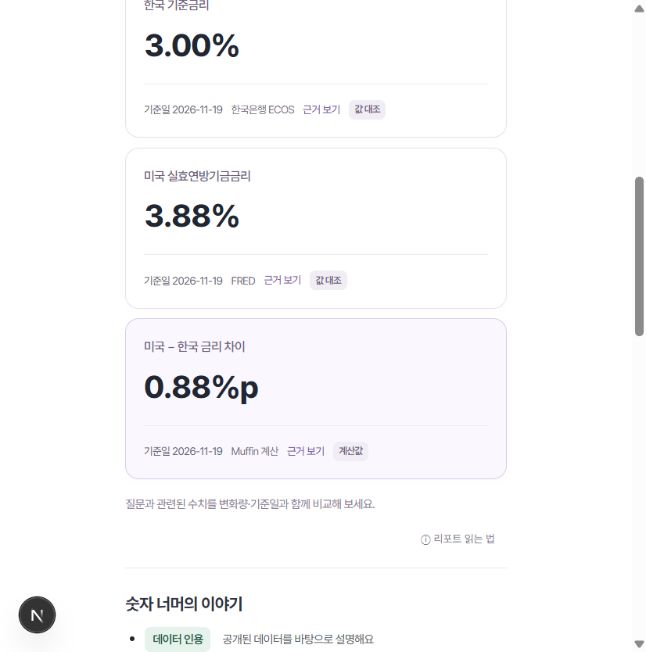 한국 기준금리
3.00%
기준일 2026-11-19 한국은행 ECOS 근거 보기 값 대조
미국 실효연방기금금리
3.88%
기준일 2026-11-19 FRED 근거 보기 값 대조
미국 – 한국 금리 차이
0.88%p
기준일 2026-11-19 Muffin 계산 근거 보기 계산값
질문과 관련된 수치를 변화량·기준일과 함께 비교해 보세요.
ⓘ 리포트 읽는 법
숫자 너머의 이야기
N
• 데이터 인용 공개된 데이터를 바탕으로 설명해요